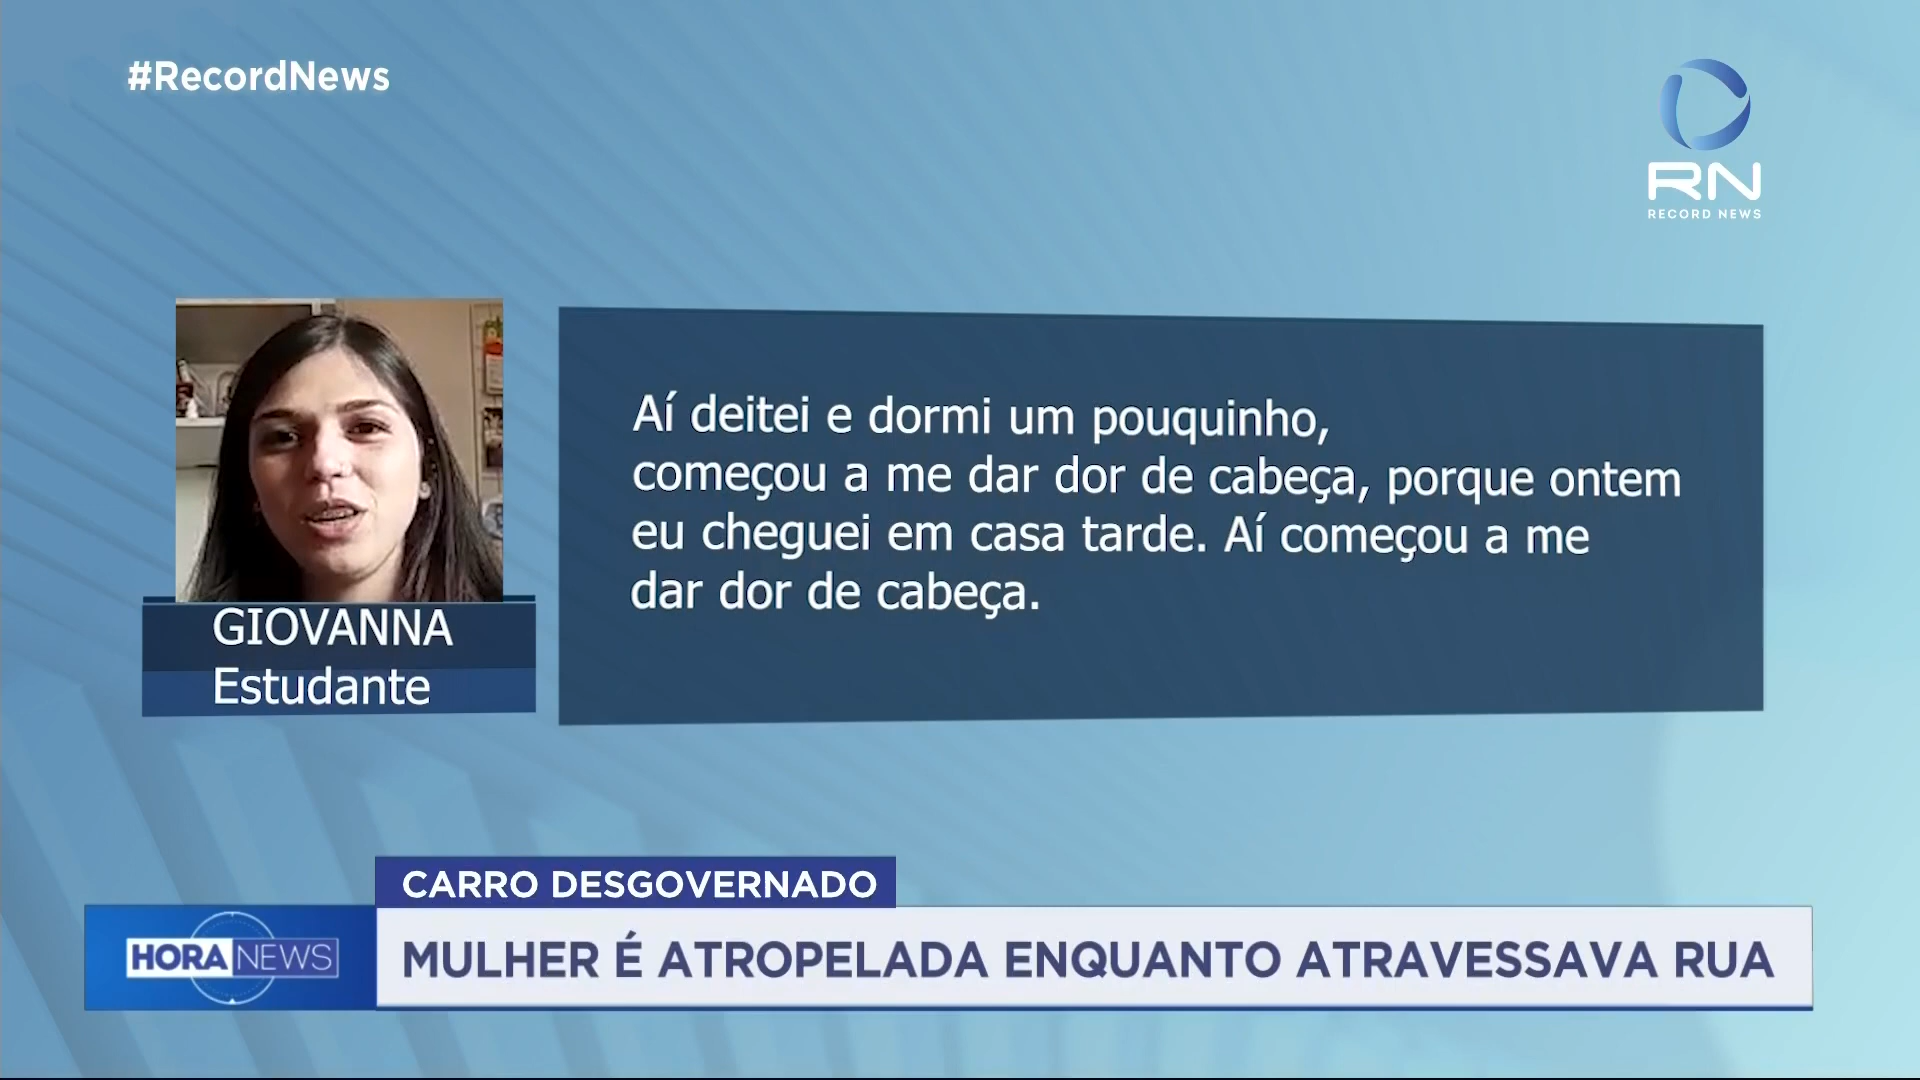 #RecordNews
RN
RECORD NEWS
Aí deitei e dormi um pouquinho,
começou a me dar dor de cabeça, porque ontem
eu cheguei em casa tarde. Aí começou a me
dar dor de cabeça.
GIOVANNA
Estudante
CARRO DESGOVERNADO
HORA NEWS
MULHER É ATROPELADA ENQUANTO ATRAVESSAVA RUA